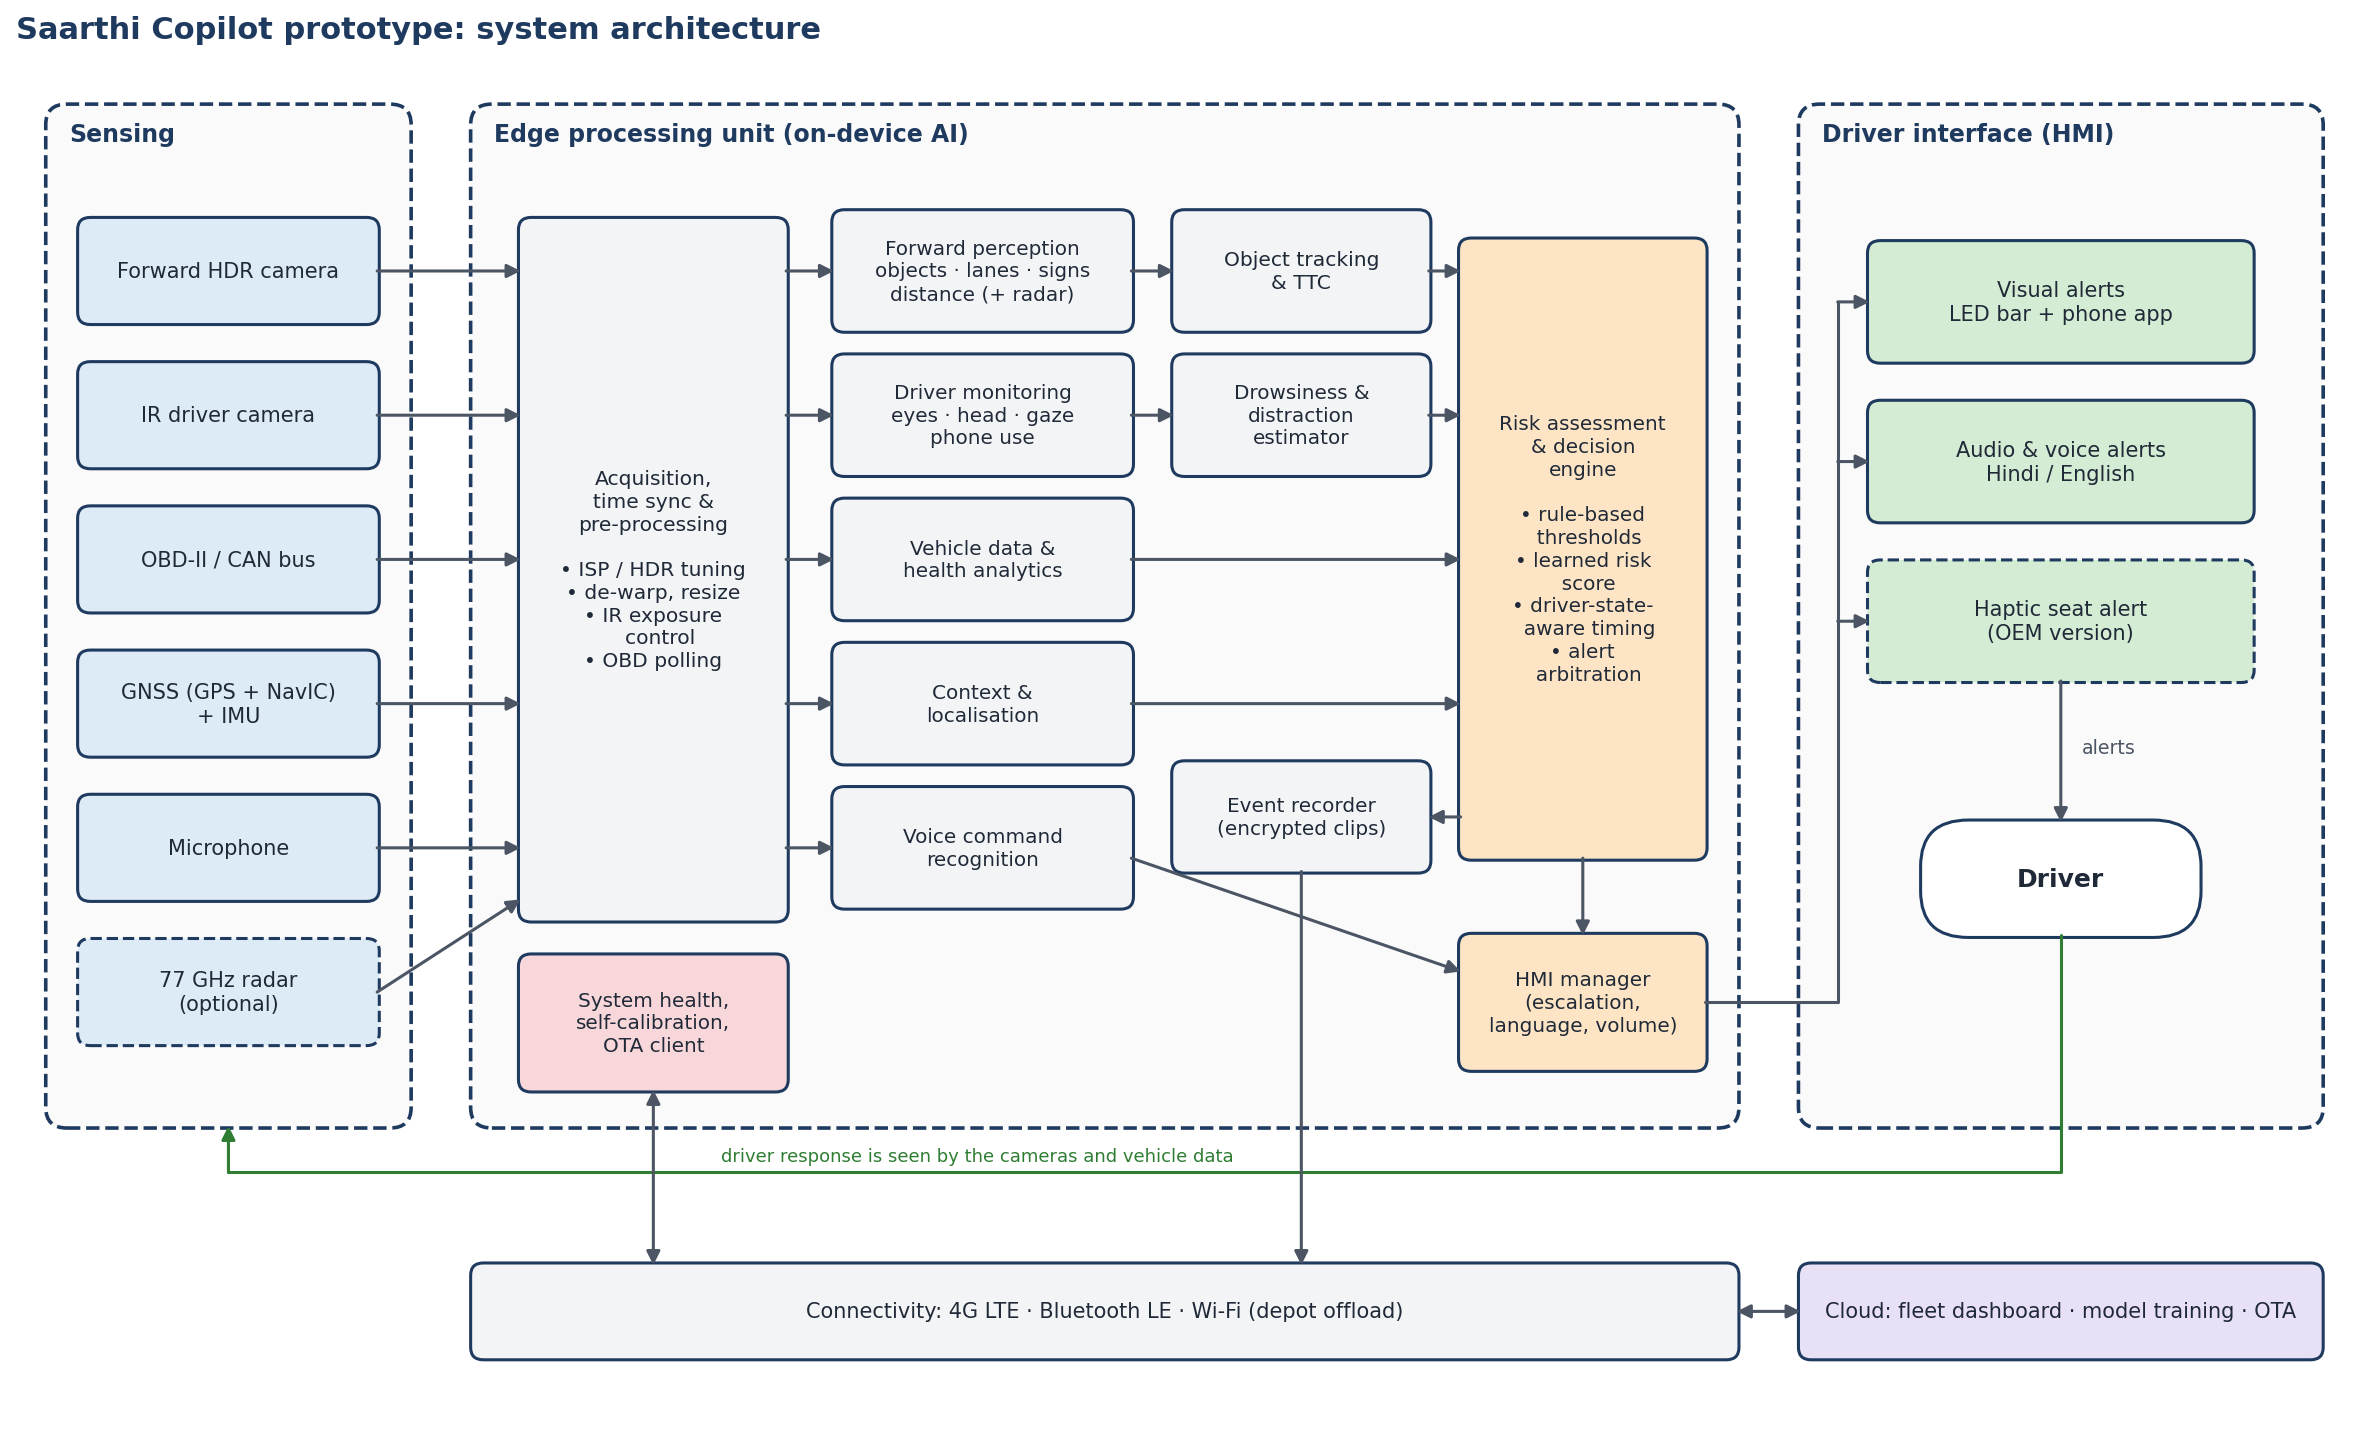 Saarthi Copilot prototype: system architecture
Sensing
Forward HDR camera
IR driver camera
OBD-II / CAN bus
GNSS (GPS + NavIC)
+ IMU
Microphone
77 GHz radar
(optional)
Edge processing unit (on-device AI)
Acquisition,
time sync &
pre-processing
• ISP / HDR tuning
• de-warp, resize
• IR exposure
control
• OBD polling
System health,
self-calibration,
OTA client
Forward perception
objects · lanes · signs
distance (+ radar)
Driver monitoring
eyes · head · gaze
phone use
Vehicle data &
health analytics
Context &
localisation
Voice command
recognition
Object tracking
& TTC
Drowsiness &
distraction
estimator
Event recorder
(encrypted clips)
Risk assessment
& decision
engine
• rule-based
thresholds
• learned risk
score
• driver-state-
aware timing
• alert
arbitration
HMI manager
(escalation,
language, volume)
Driver interface (HMI)
Visual alerts
LED bar + phone app
Audio & voice alerts
Hindi / English
Haptic seat alert
(OEM version)
alerts
Driver
driver response is seen by the cameras and vehicle data
Connectivity: 4G LTE · Bluetooth LE · Wi-Fi (depot offload)
Cloud: fleet dashboard · model training · OTA